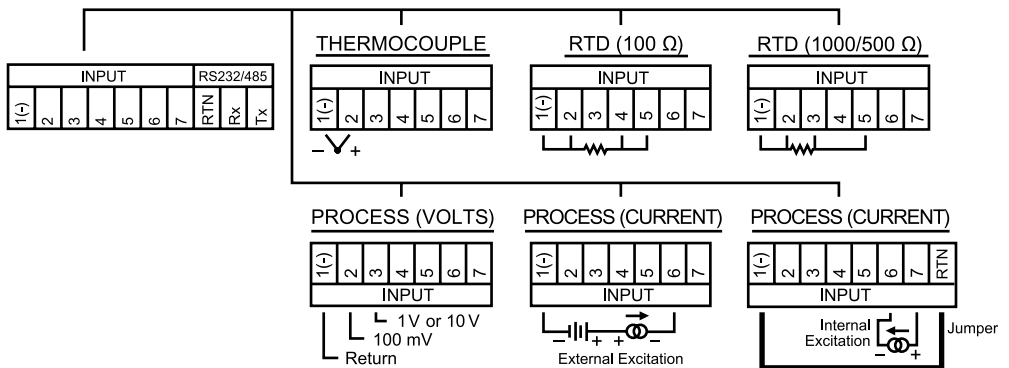 THERMOCOUPLE
RTD (100 Ω)
RTD (1000/500 Ω)
INPUT RS232/485
1(-) 2 3 4 5 6 7 RTN Rx Tx
INPUT
1(-) 2 3 4 5 6 7
− +
INPUT
1(-) 2 3 4 5 6 7
INPUT
1(-) 2 3 4 5 6 7
PROCESS (VOLTS)
PROCESS (CURRENT)
PROCESS (CURRENT)
1(-) 2 3 4 5 6 7
INPUT
1 V or 10 V
100 mV
Return
1(-) 2 3 4 5 6 7
INPUT
− + + −
External Excitation
1(-) 2 3 4 5 6 7 RTN
INPUT
Internal
Excitation
− +
Jumper